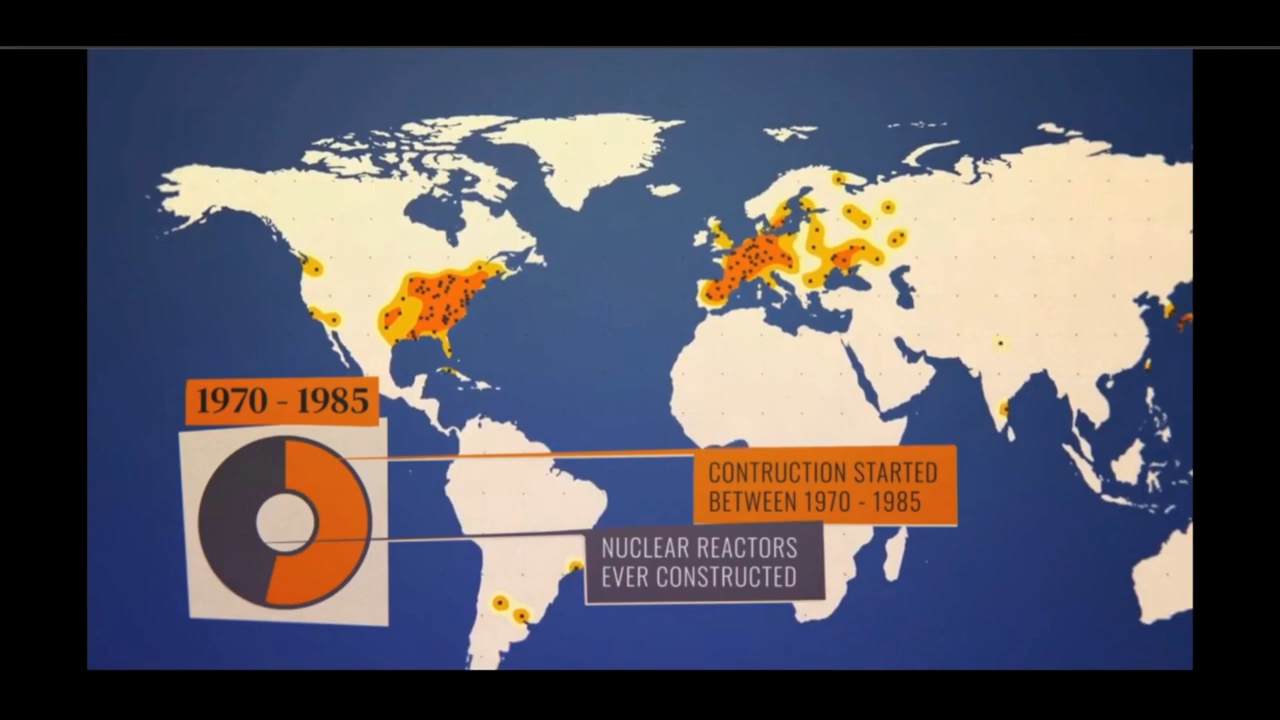 1970 - 1985
CONTRUCTION STARTED
BETWEEN 1970 - 1985
NUCLEAR REACTORS
EVER CONSTRUCTED